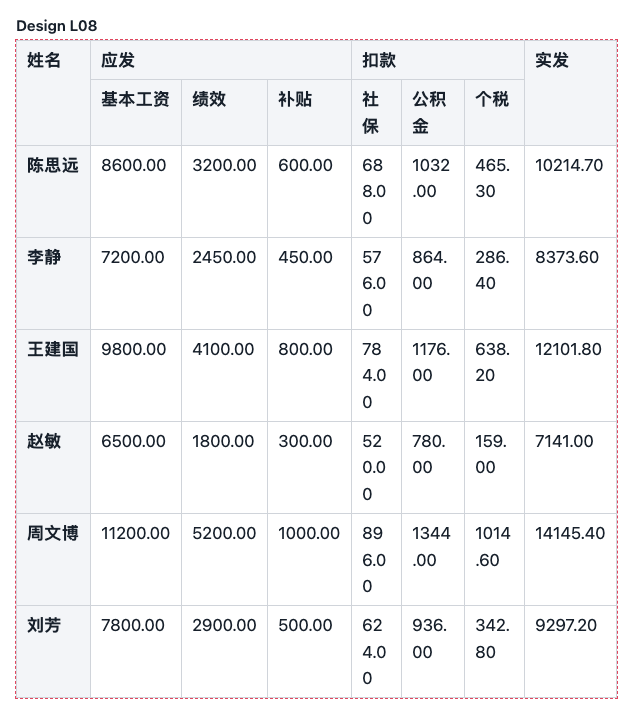 Design L08
姓名 应发 扣款 实发
基本工资 绩效 补贴 社保 公积金 个税
陈思远 8600.00 3200.00 600.00 688.00 1032.00 465.30 10214.70
李静 7200.00 2450.00 450.00 576.00 864.00 286.40 8373.60
王建国 9800.00 4100.00 800.00 784.00 1176.00 638.20 12101.80
赵敏 6500.00 1800.00 300.00 520.00 780.00 159.00 7141.00
周文博 11200.00 5200.00 1000.00 896.00 1344.00 1014.60 14145.40
刘芳 7800.00 2900.00 500.00 624.00 936.00 342.80 9297.20